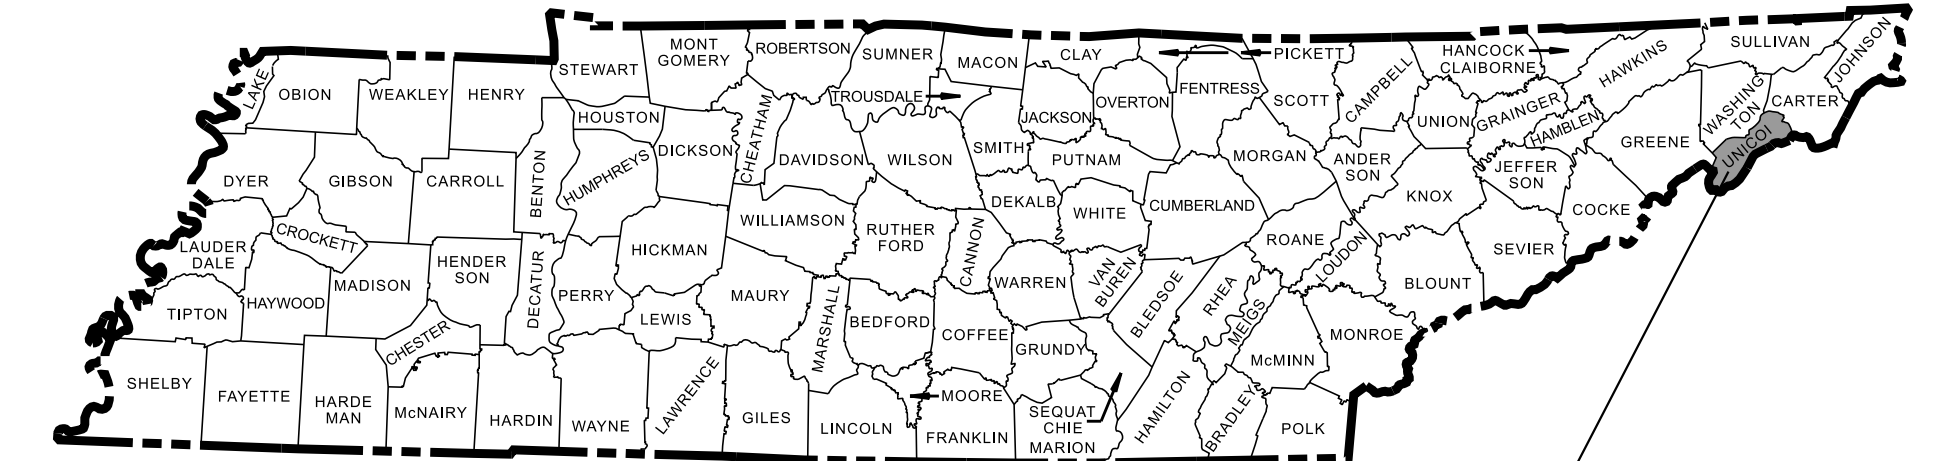 LAKE
OBION
WEAKLEY
HENRY
STEWART
MONT
GOMERY
ROBERTSON
SUMNER
MACON
CLAY
PICKETT
HANCOCK
CLAIBORNE
HAWKINS
SULLIVAN
JOHNSON
TROUSDALE
HOUSTON
CHEATHAM
JACKSON
OVERTON
FENTRESS
SCOTT
CAMPBELL
UNION
GRAINGER
HAMBLEN
WASHING
TON
CARTER
UNICOI
GREENE
DYER
GIBSON
CARROLL
BENTON
HUMPHREYS
DICKSON
DAVIDSON
WILSON
SMITH
PUTNAM
MORGAN
ANDER
SON
KNOX
JEFFER
SON
COCKE
LAUDER
DALE
CROCKETT
HENDER
SON
DECATUR
HICKMAN
WILLIAMSON
RUTHER
FORD
CANNON
DEKALB
WHITE
CUMBERLAND
ROANE
LOUDON
SEVIER
BLOUNT
TIPTON
HAYWOOD
MADISON
PERRY
LEWIS
MAURY
MARSHALL
BEDFORD
COFFEE
WARREN
VAN
BUREN
BLEDSOE
RHEA
MEIGS
MONROE
McMINN
CHESTER
GRUNDY
SHELBY
FAYETTE
HARDE
MAN
McNAIRY
HARDIN
WAYNE
LAWRENCE
GILES
LINCOLN
MOORE
FRANKLIN
SEQUAT
CHIE
MARION
HAMILTON
BRADLEY
POLK